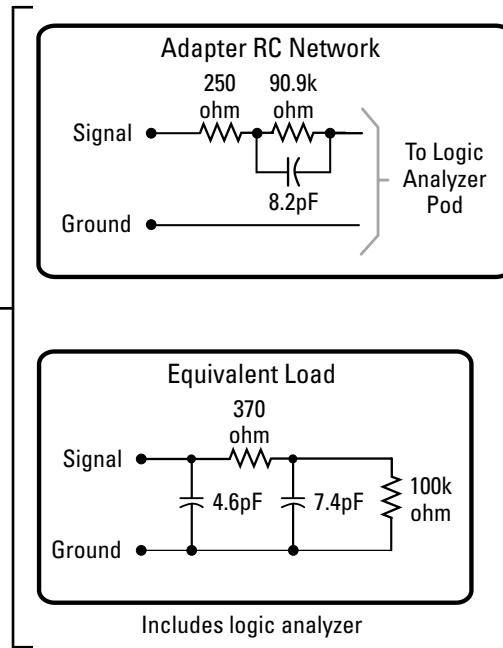 Adapter RC Network
250
ohm
90.9k
ohm
Signal
8.2pF
To Logic
Analyzer
Pod
Ground
Equivalent Load
370
ohm
Signal
4.6pF
7.4pF
100k
ohm
Ground
Includes logic analyzer